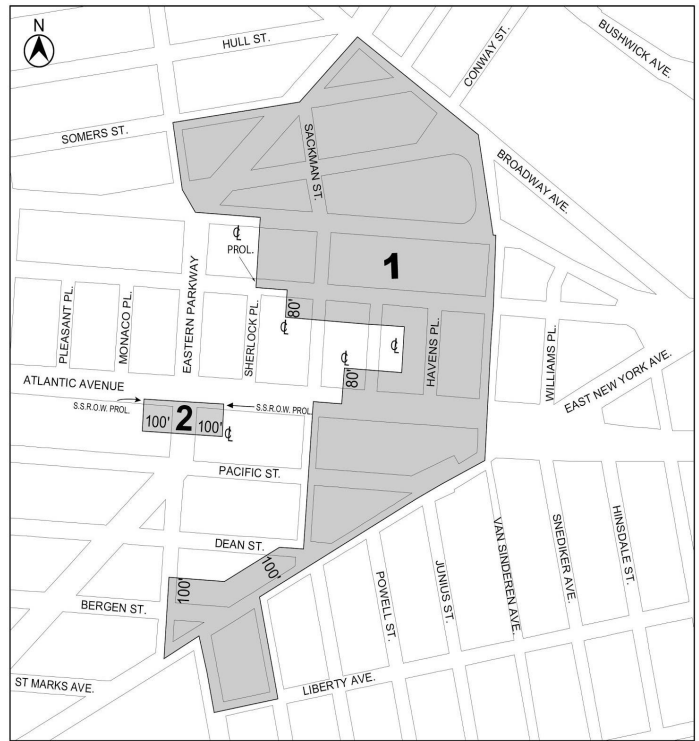 N
HULL ST.
CONWAY ST.
BUSHWICK AVE.
SOMERS ST.
SACKMAN ST.
BROADWAY AVE.
℄
PROL.
1
PLEASANT PL.
MONACO PL.
EASTERN PARKWAY
SHERLOCK PL.
80'
℄
℄
℄
80'
HAVENS PL.
WILLIAMS PL.
EAST NEW YORK AVE.
ATLANTIC AVENUE
S.S.R.O.W. PROL.
S.S.R.O.W. PROL.
100'
2
100'
℄
PACIFIC ST.
DEAN ST.
100'
100'
BERGEN ST.
POWELL ST.
JUNIUS ST.
VAN SINDEREN AVE.
SNEDIKER AVE.
HINSDALE ST.
ST MARKS AVE.
LIBERTY AVE.